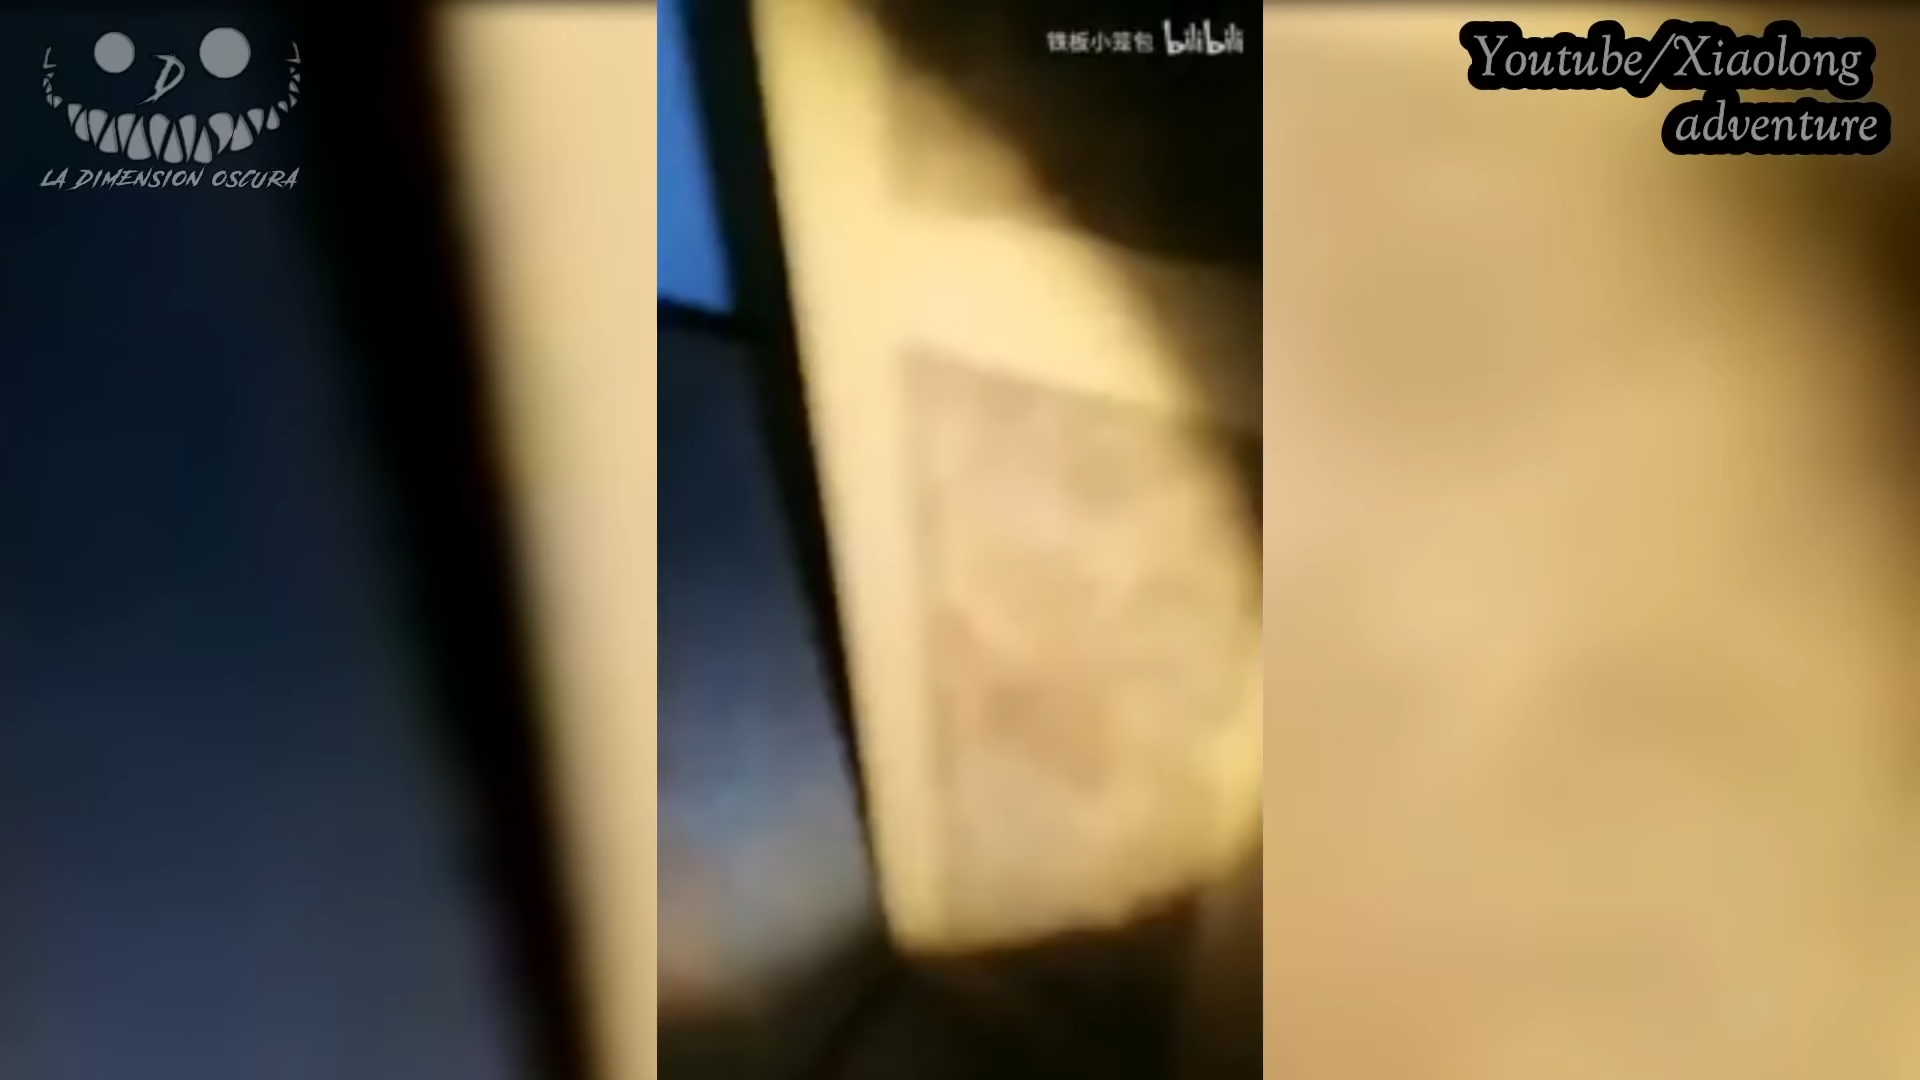 D
LA DIMENSION OSCURA
铁板小笼包 bilibili
Youtube/Xiaolong
adventure